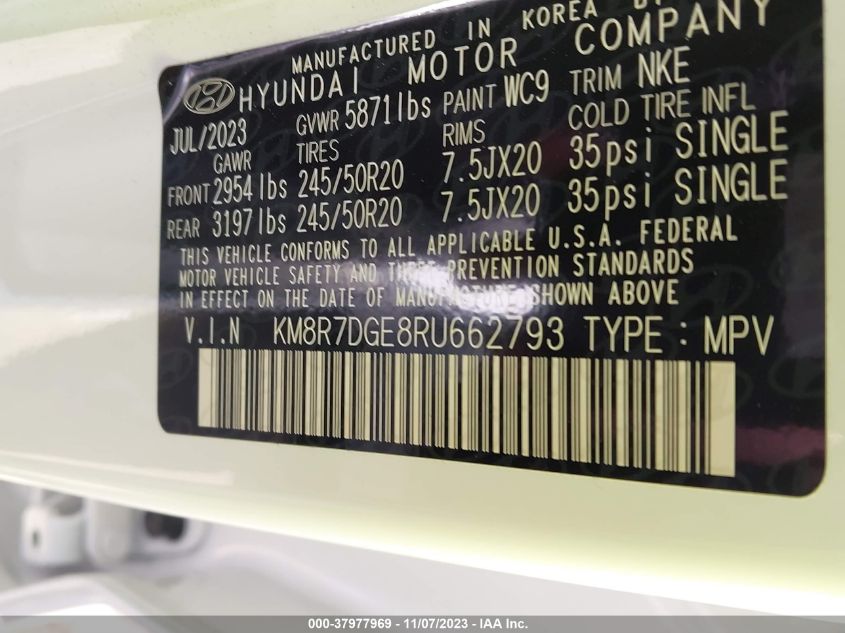 MANUFACTURED IN KOREA BY
HYUNDAI MOTOR COMPANY
JUL/2023 GVWR 5871lbs PAINT WC9 TRIM NKE
GAWR TIRES RIMS COLD TIRE INFL
FRONT 2954lbs 245/50R20 7.5JX20 35psi SINGLE
REAR 3197lbs 245/50R20 7.5JX20 35psi SINGLE
THIS VEHICLE CONFORMS TO ALL APPLICABLE U.S.A. FEDERAL
MOTOR VEHICLE SAFETY AND THEFT PREVENTION STANDARDS
IN EFFECT ON THE DATE OF MANUFACTURE SHOWN ABOVE
V.I.N KM8R7DGE8RU662793 TYPE : MPV
000-37977969 - 11/07/2023 - IAA Inc.